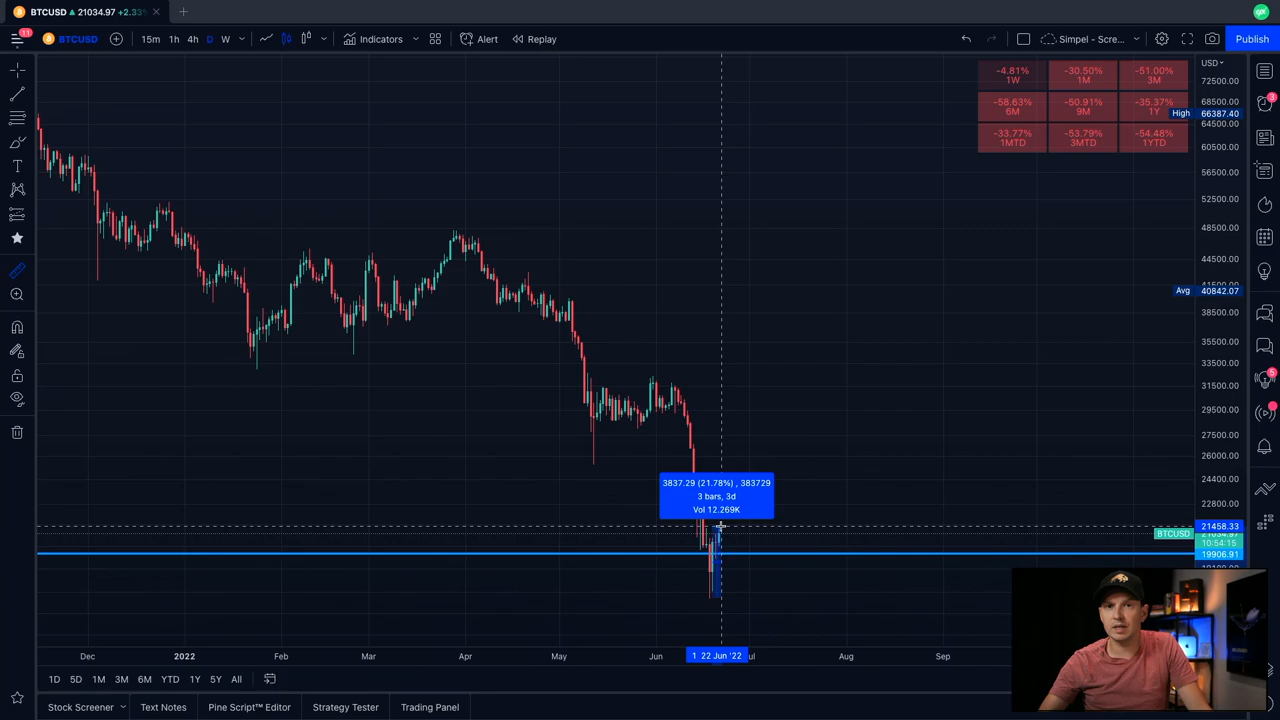 BTCUSD ▲ 21034.97 +2.33%
11
BTCUSD
15m 1h 4h D W
Indicators
Alert
Replay
Simpel - Scre...
Publish
USD
-4.81% -30.50% -51.00%
1W 1M 3M
-58.63% -50.91% -35.37%
6M 9M 1Y
-33.77% -53.79% -54.48%
1MTD 3MTD 1YTD
72500.00
68500.00
High 66387.40
64500.00
60500.00
56500.00
52500.00
48500.00
44500.00
41500.00
Avg 40842.07
38500.00
35500.00
33500.00
31500.00
29500.00
27500.00
26000.00
24400.00
22800.00
3837.29 (21.78%) , 383729
3 bars, 3d
Vol 12.269K
21458.33
BTCUSD 21034.97
10:54:15
19906.91
3
5
Dec 2022 Feb Mar Apr May Jun 22 Jun '22 Aug Sep
1D 5D 1M 3M 6M YTD 1Y 5Y All
Stock Screener Text Notes Pine Script™ Editor Strategy Tester Trading Panel